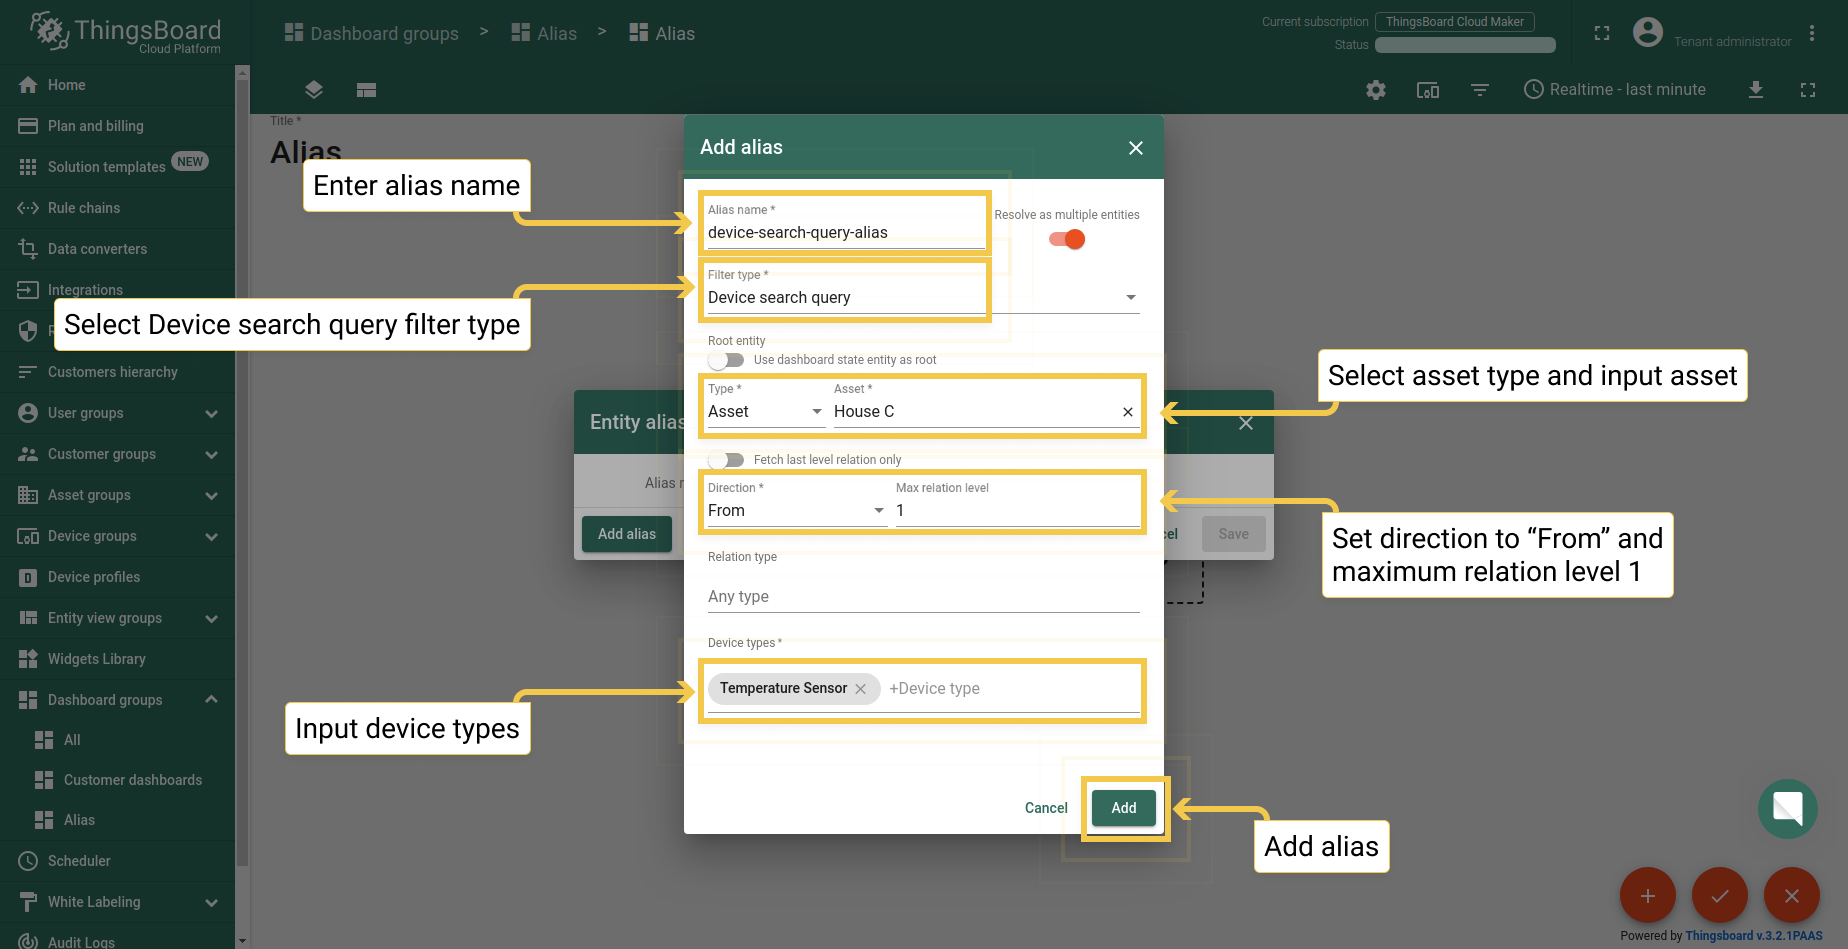 ThingsBoard
Cloud Platform
Dashboard groups > Alias > Alias
Current subscription ThingsBoard Cloud Maker
Status
Tenant administrator
Realtime - last minute
Home
Plan and billing
Solution templates NEW
Rule chains
Data converters
Integrations
Customers hierarchy
User groups
Customer groups
Asset groups
Device groups
Device profiles
Entity view groups
Widgets Library
Dashboard groups
All
Customer dashboards
Alias
Scheduler
White Labeling
Audit Logs
Title *
Alias
Enter alias name
Select Device search query filter type
Input device types
Add alias
Alias name *
device-search-query-alias
Resolve as multiple entities
Filter type *
Device search query
Root entity
Use dashboard state entity as root
Type *
Asset
Asset *
House C
Fetch last level relation only
Direction *
From
Max relation level
1
Relation type
Any type
Device types *
Temperature Sensor
+Device type
Cancel
Add
Entity
Alias
Add alias
Save
Select asset type and input asset
Set direction to “From” and
maximum relation level 1
Add alias
Powered by Thingsboard v.3.2.1PAAS